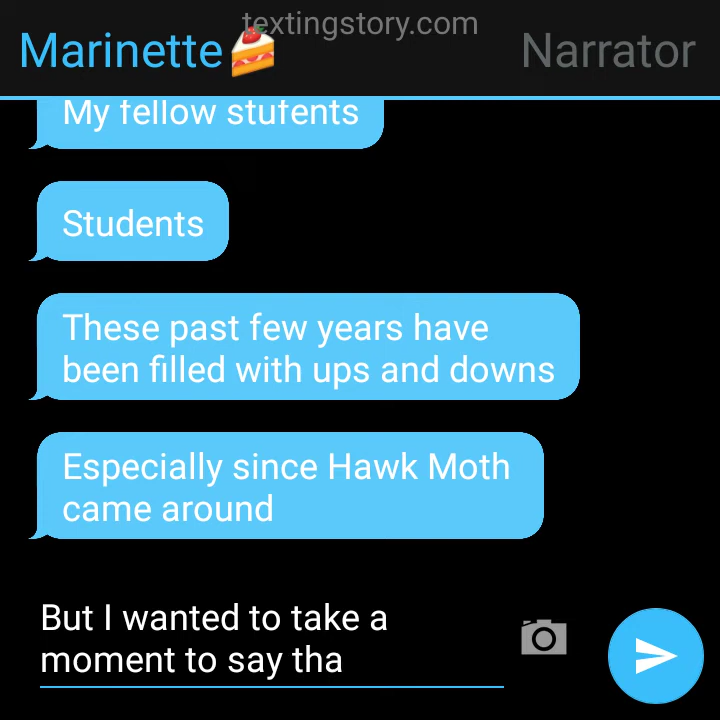 textingstory.com
Marinette🍰 Narrator
My fellow stufents
Students
These past few years have
been filled with ups and downs
Especially since Hawk Moth
came around
But I wanted to take a
moment to say tha